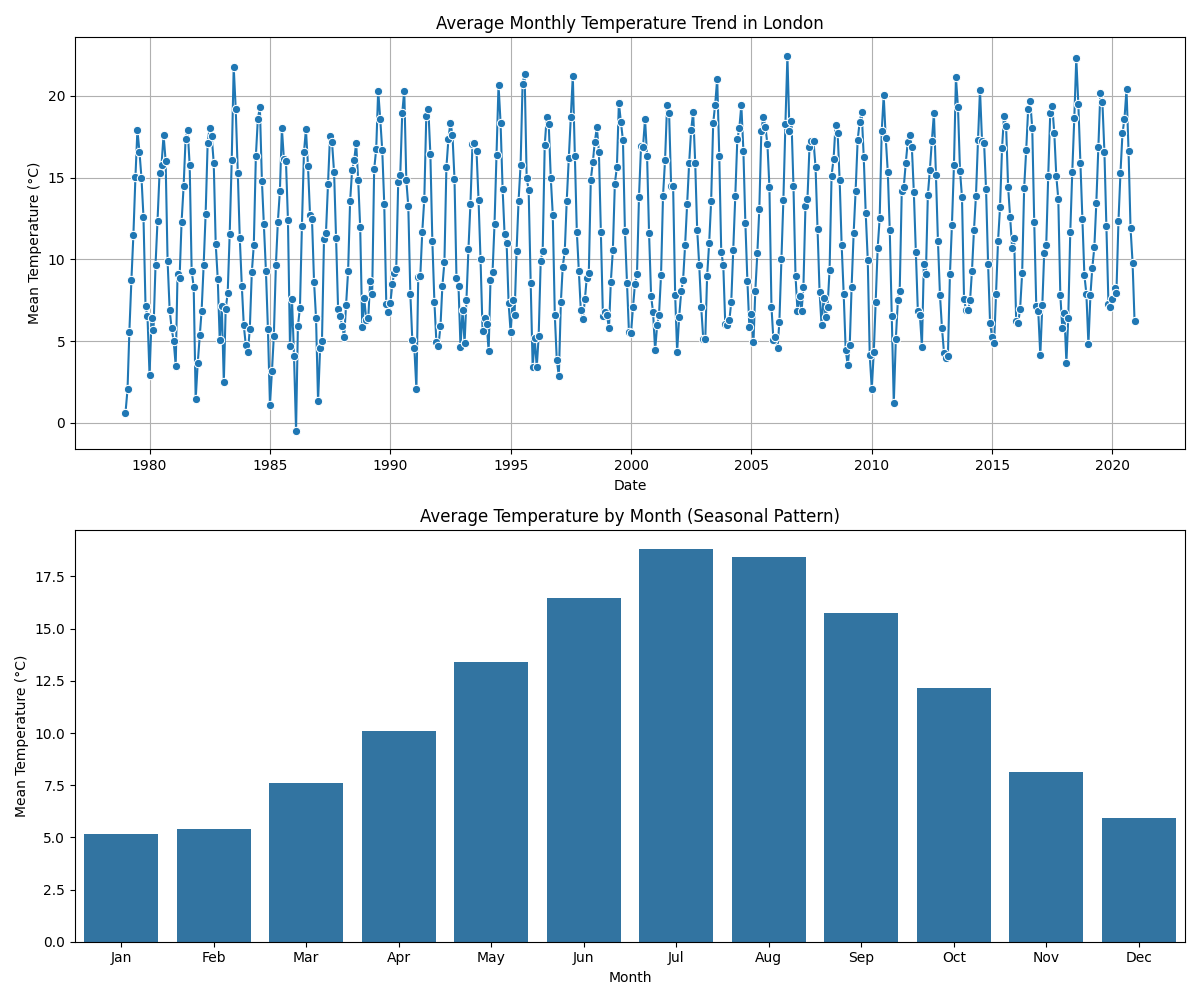 Average Monthly Temperature Trend in London
Mean Temperature (°C)
20
15
10
5
0
1980 1985 1990 1995 2000 2005 2010 2015 2020
Date
Average Temperature by Month (Seasonal Pattern)
Mean Temperature (°C)
17.5
15.0
12.5
10.0
7.5
5.0
2.5
0.0
Jan Feb Mar Apr May Jun Jul Aug Sep Oct Nov Dec
Month